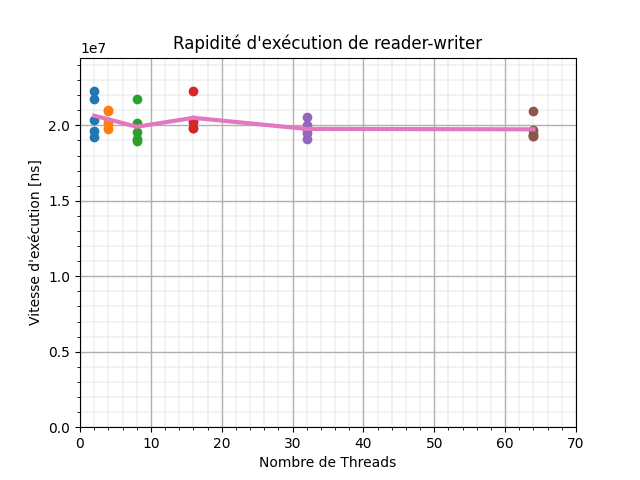 Rapidité d'exécution de reader-writer
1e7
2.0
1.5
1.0
0.5
0.0
Vitesse d'exécution [ns]
0 10 20 30 40 50 60 70
Nombre de Threads